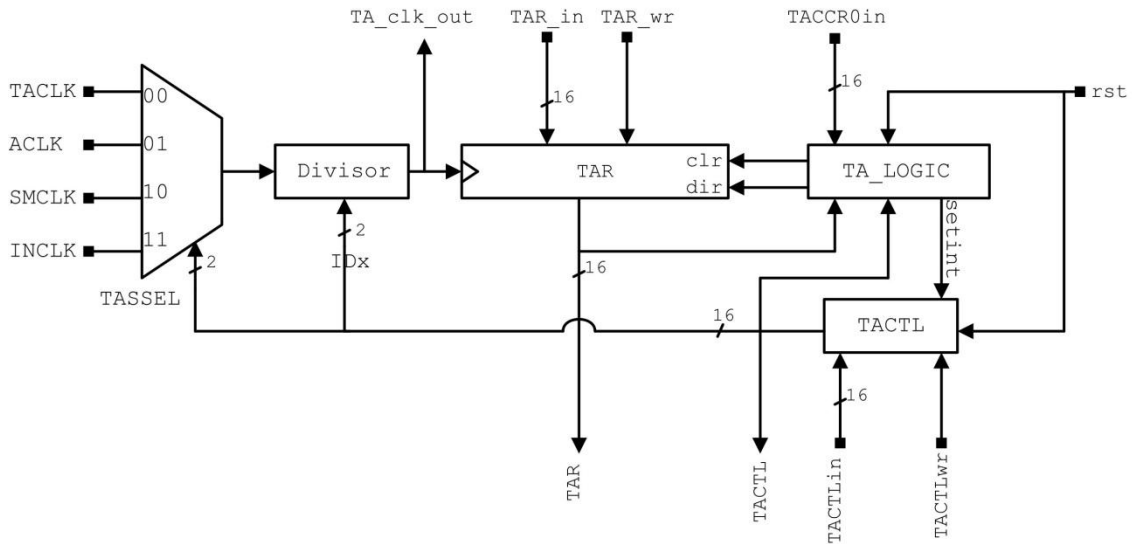 TA_clk_out
TAR_in
TAR_wr
TACCR0in
TACLK
00
16
16
rst
ACLK
01
Divisor
TAR
clr
dir
TA_LOGIC
SMCLK
10
INCLK
11
2
TASSEL
2
IDx
16
setint
16
TACTL
16
TAR
TACTL
TACTLin
TACTLwr